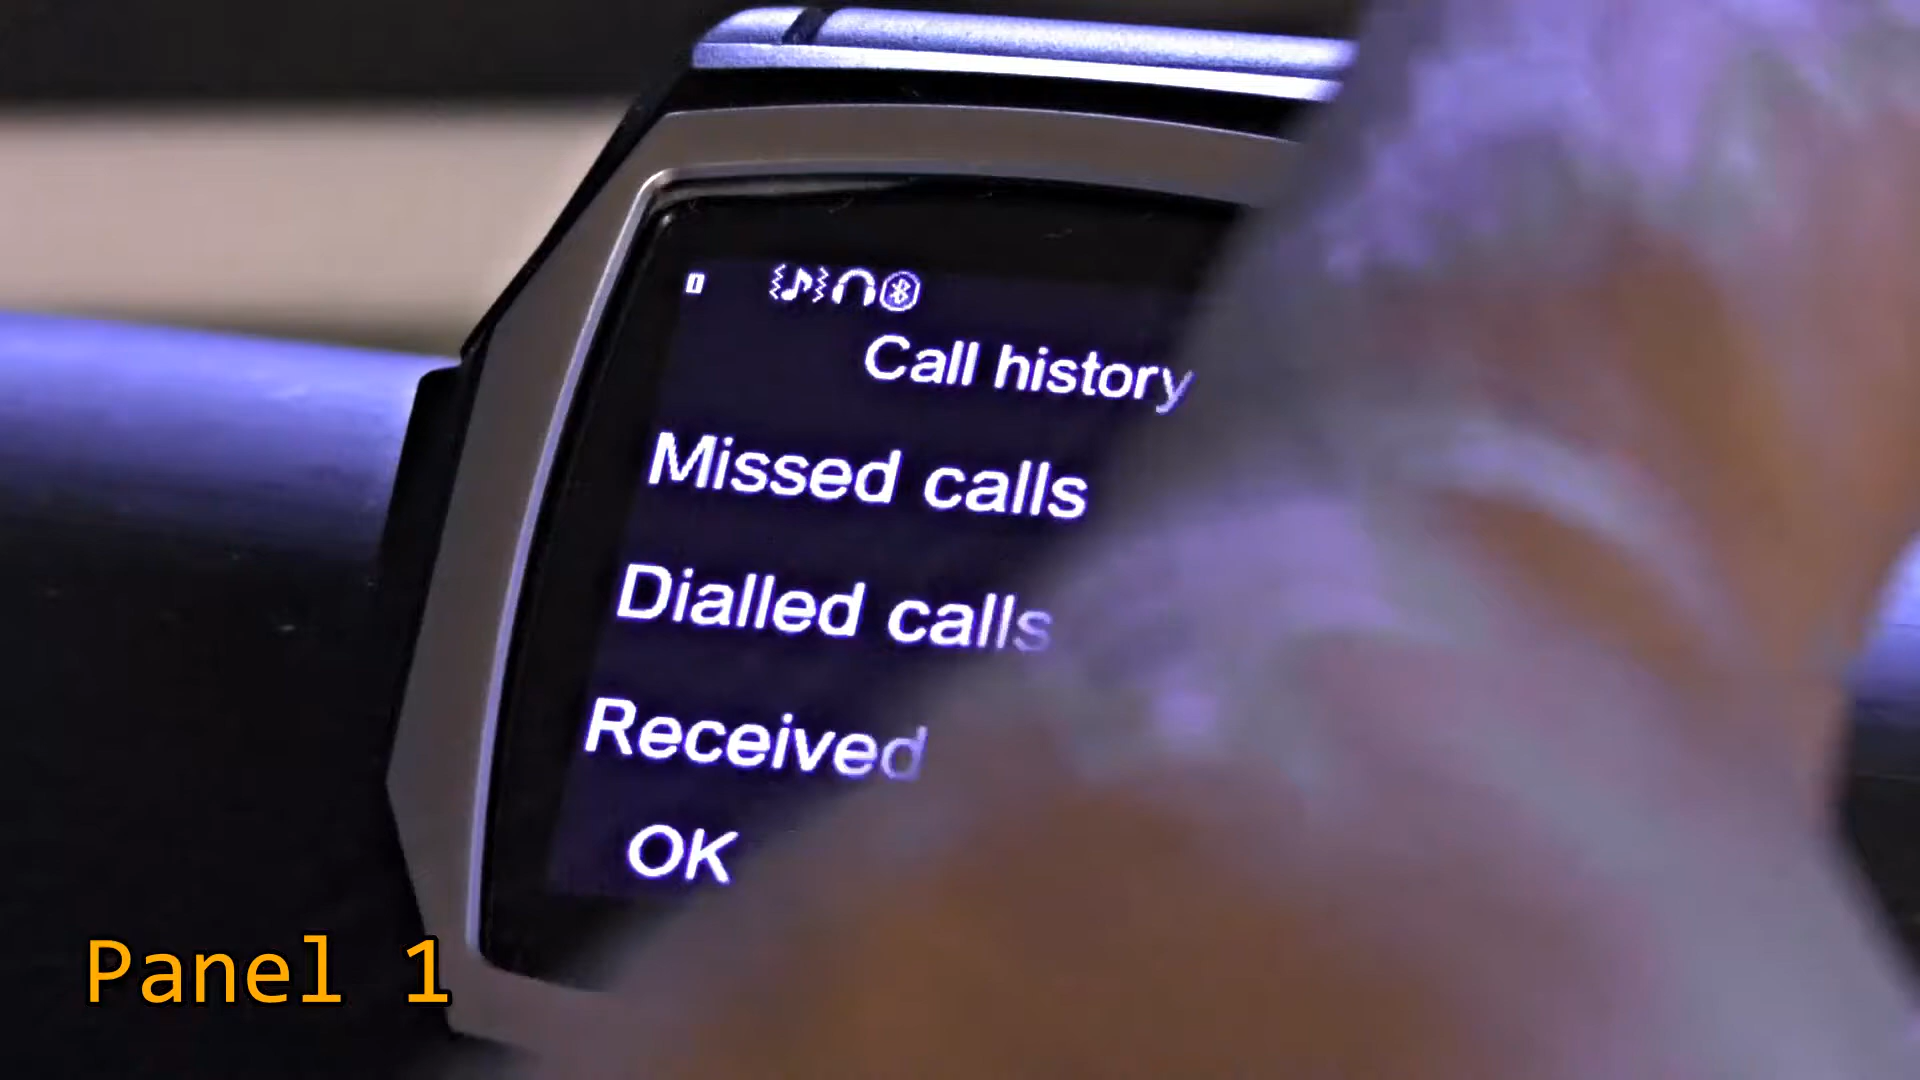 Call history
Missed calls
Dialled calls
Received
OK
Panel 1